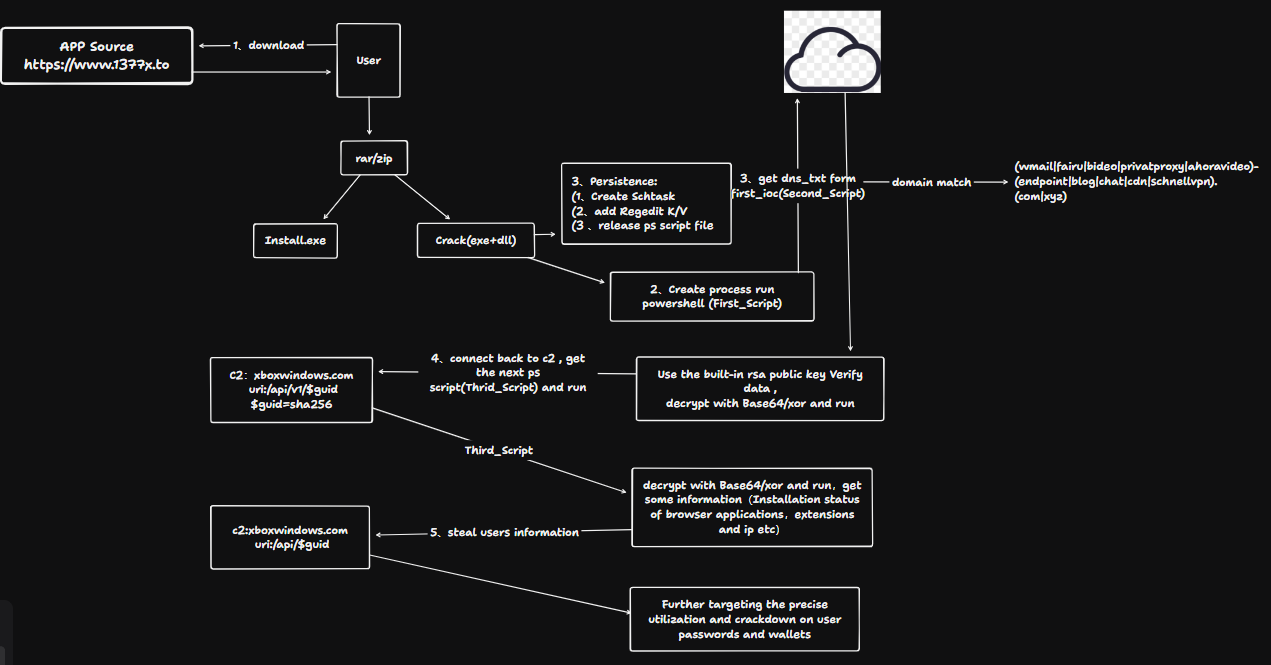 APP Source
https://www.1377x.to
1、download
User
rar/zip
Install.exe
Crack(exe+dll)
3、Persistence:
(1、Create Schtask
(2、add Regedit K/V
(3 、release ps script file
2、Create process run
powershell (First_Script)
3、get dns_txt form
first_ioc(Second_Script)
domain match
(wmail|fairu|bideo|privatproxy|ahoravideo)-
(endpoint|blog|chat|cdn|schnellvpn).
(com|xyz)
Use the built-in rsa public key Verify
data ,
decrypt with Base64/xor and run
4、connect back to c2 , get
the next ps
script(Thrid_Script) and run
C2：xboxwindows.com
uri:/api/v1/$guid
$guid=sha256
Third_Script
decrypt with Base64/xor and run，get
some information（Installation status
of browser applications，extensions
and ip etc）
5、steal users information
c2:xboxwindows.com
uri:/api/$guid
Further targeting the precise
utilization and crackdown on user
passwords and wallets